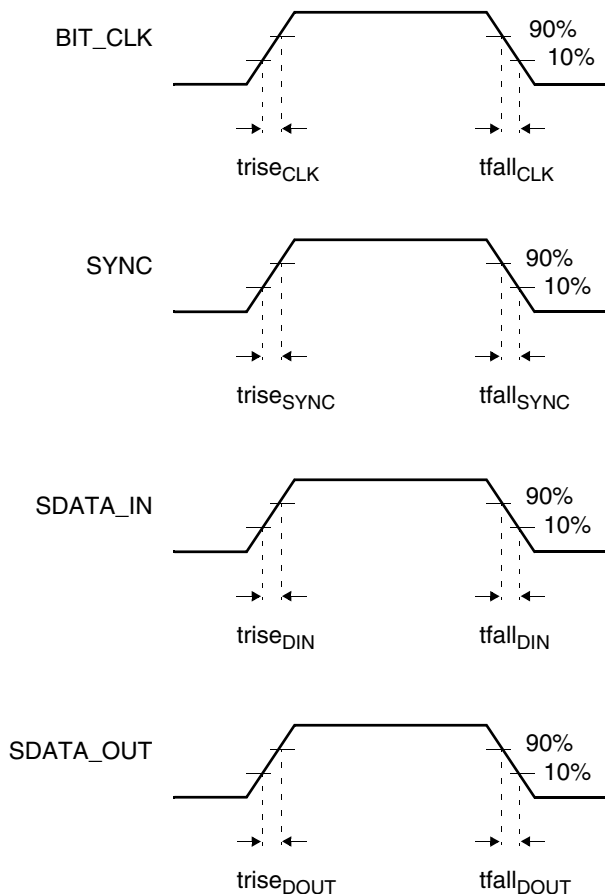 BIT_CLK
90%
10%
trise_CLK
tfall_CLK
SYNC
90%
10%
trise_SYNC
tfall_SYNC
SDATA_IN
90%
10%
trise_DIN
tfall_DIN
SDATA_OUT
90%
10%
trise_DOUT
tfall_DOUT